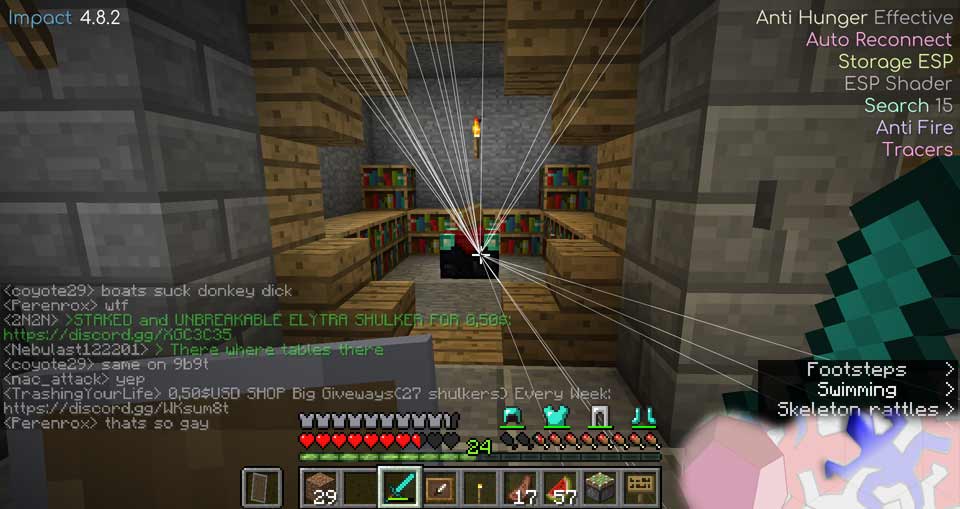 Impact 4.8.2
Anti Hunger Effective
Auto Reconnect
Storage ESP
ESP Shader
Search 15
Anti Fire
Tracers
<coyote29> boats suck donkey dick
<Perenrox> wtf
<2N2N> >STAKED and UNBREAKABLE ELYTRA SHULKER FOR 0,50$:
https://discord.gg/XGC3C35
<Nebulast122201> > There where tables there
<coyote29> same on 9b9t
<nac_attack> yep
<TrashingYourLife> 0,50$USD SHOP Big Giveways(27 shulkers) Every Week:
https://discord.gg/WKsum8t
<Perenrox> thats so gay
Footsteps >
Swimming >
Skeleton rattles >
24
29
17
57